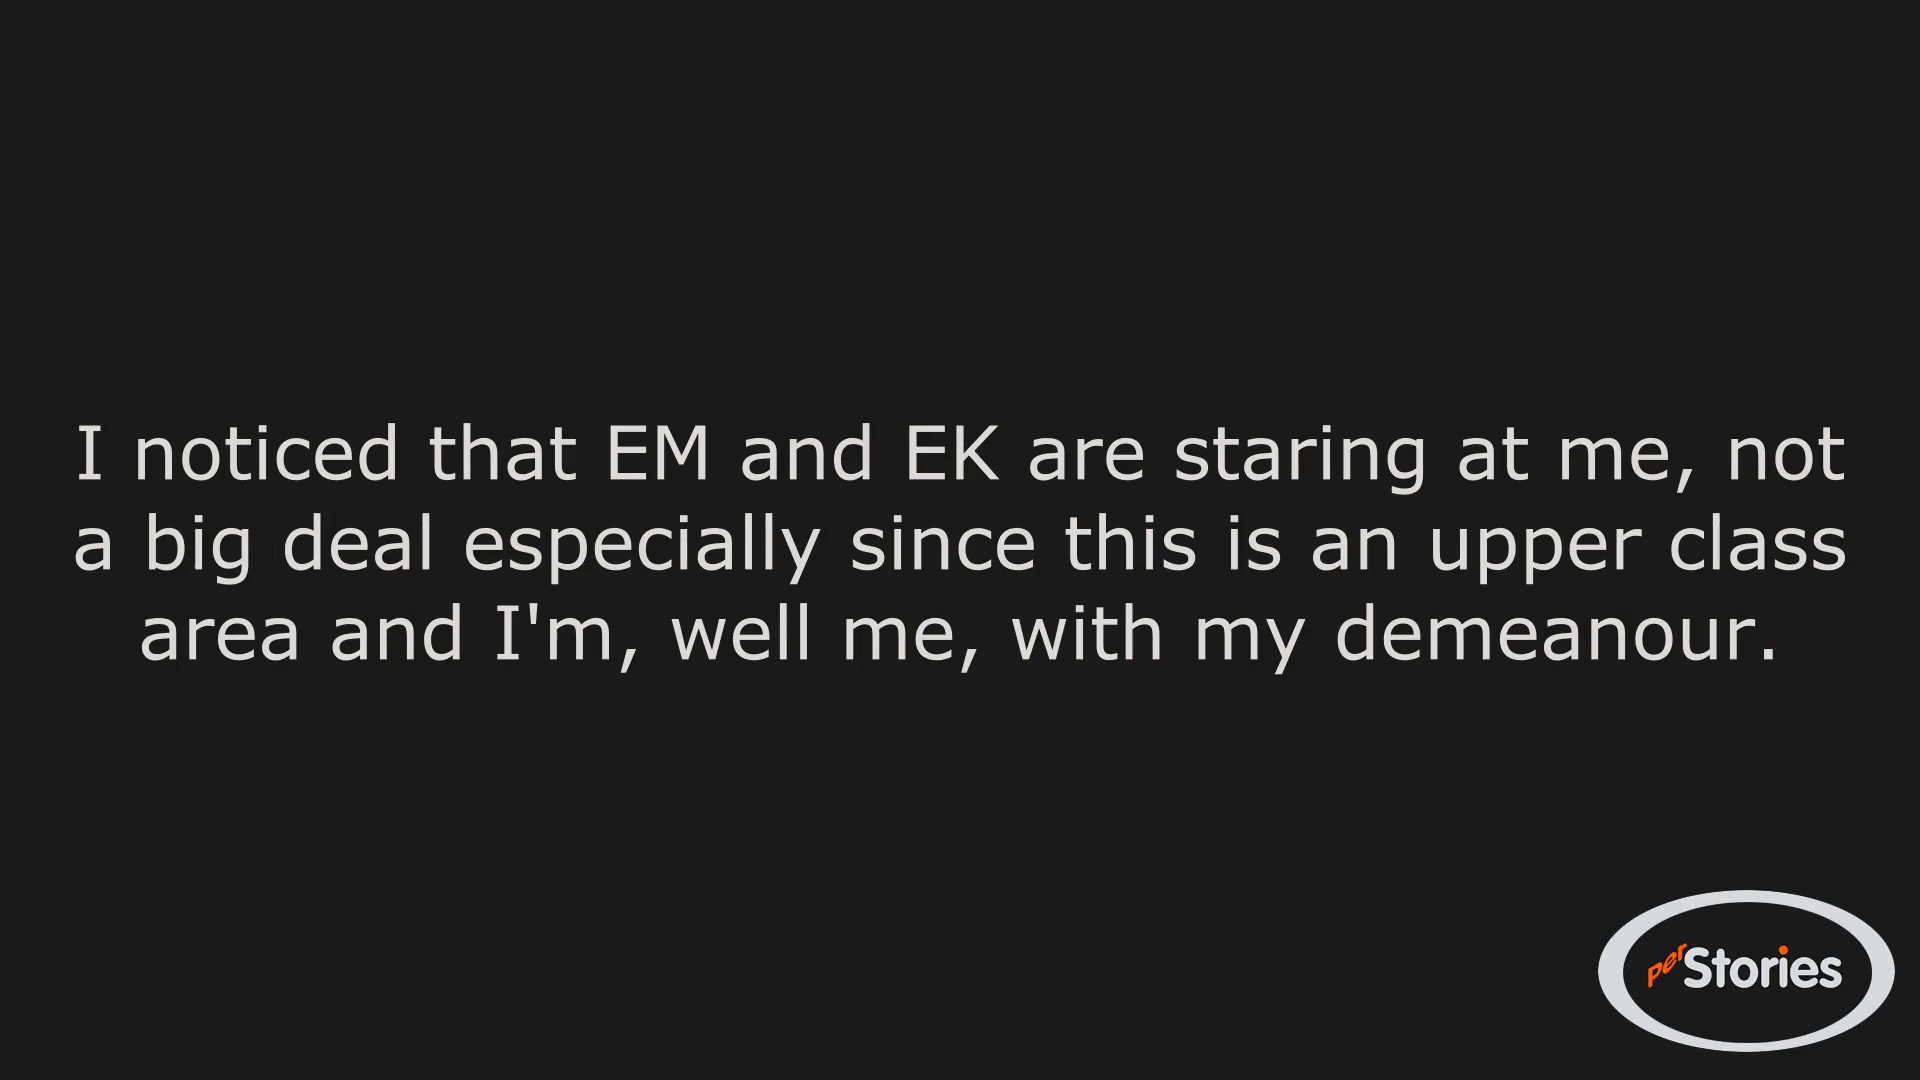 I noticed that EM and EK are staring at me, not
a big deal especially since this is an upper class
area and I'm, well me, with my demeanour.
perStories